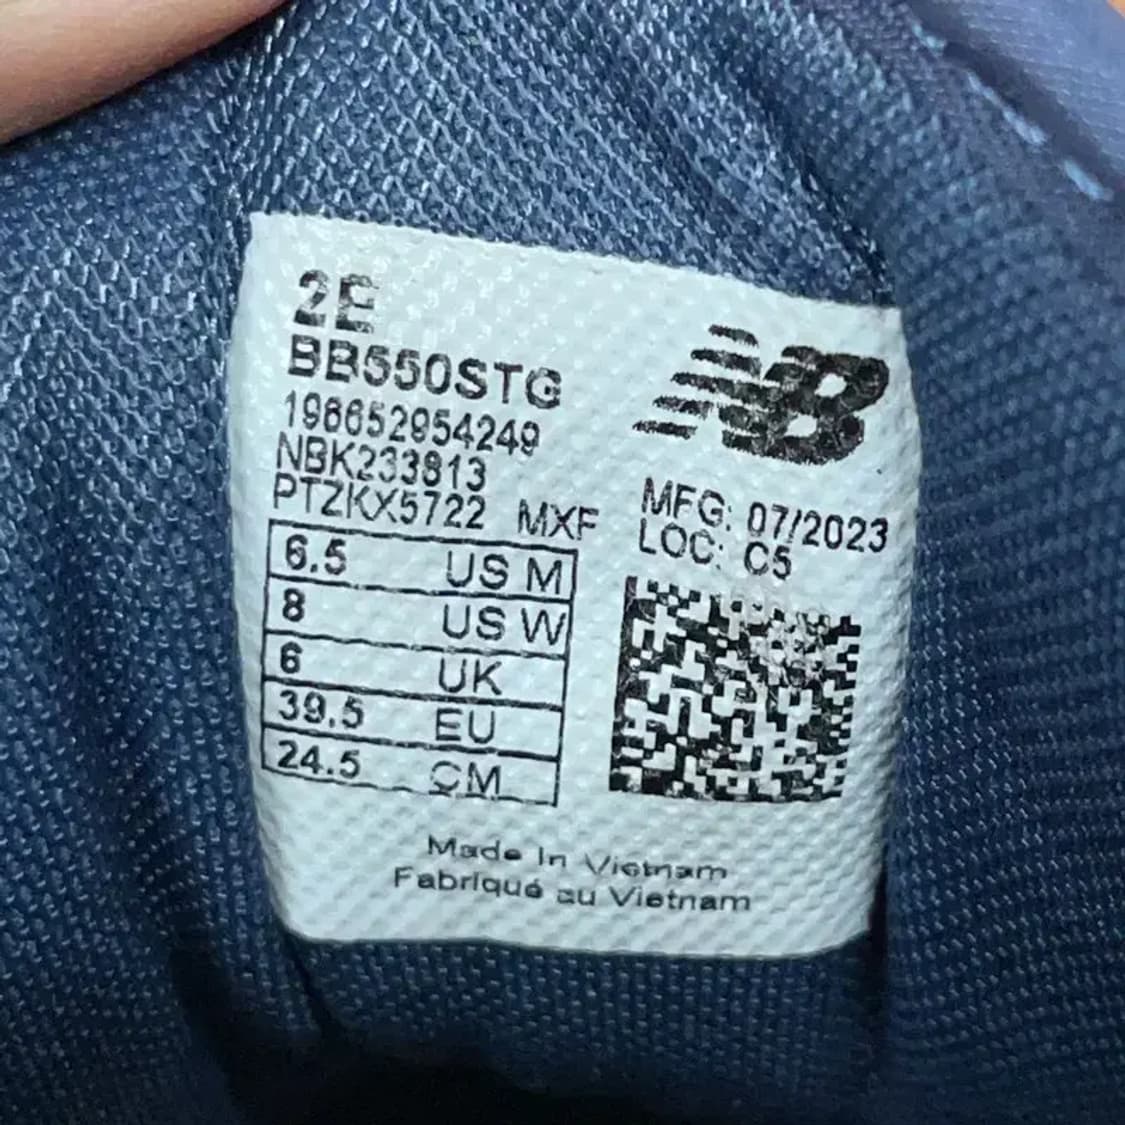 2E
BB550STG
196652954249
NBK233813
PTZKX5722 MXF
6.5 US M
8 US W
6 UK
39.5 EU
24.5 CM
NB
MFG: 07/2023
LOC: C5
Made In Vietnam
Fabriqué au Vietnam